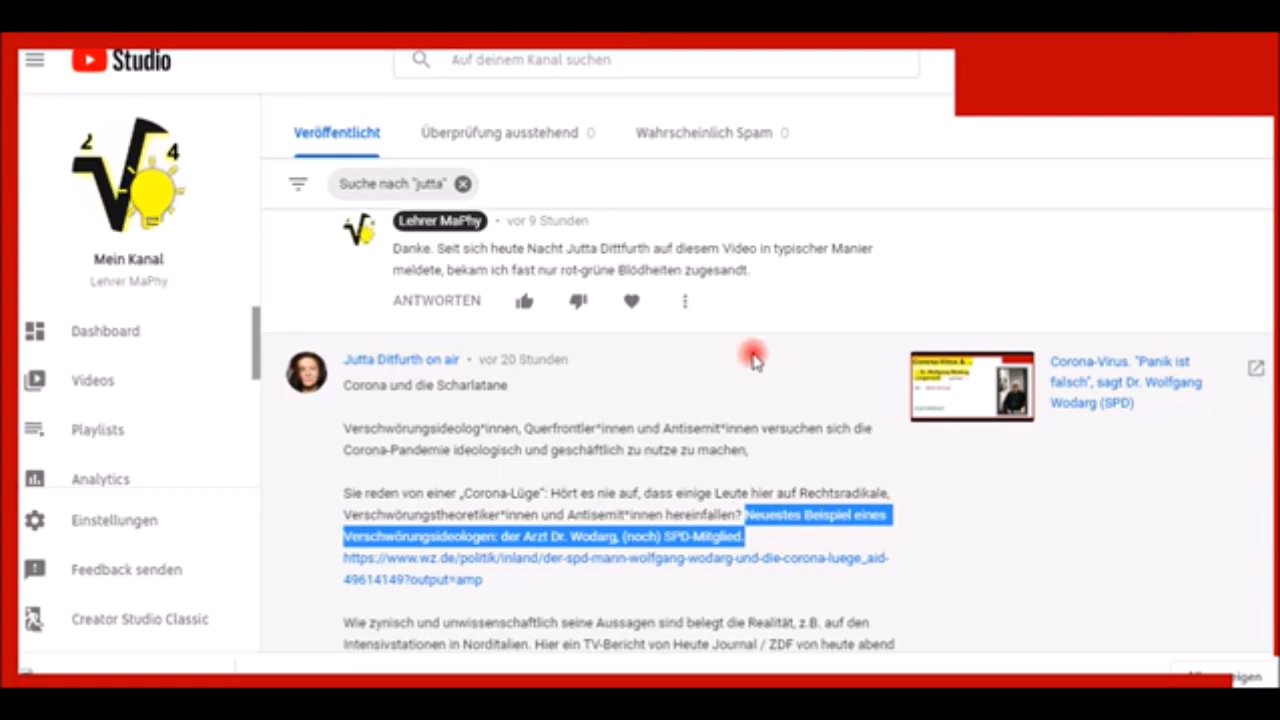 Studio
Auf deinem Kanal suchen
2
4
Mein Kanal
Lehrer MaPhy
Dashboard
Videos
Playlists
Analytics
Einstellungen
Feedback senden
Creator Studio Classic
Veröffentlicht
Überprüfung ausstehend 0
Wahrscheinlich Spam 0
Suche nach "jutta"
Lehrer MaPhy • vor 9 Stunden
Danke. Seit sich heute Nacht Jutta Dittfurth auf diesem Video in typischer Manier
meldete, bekam ich fast nur rot-grüne Blödheiten zugesandt.
ANTWORTEN
Jutta Ditfurth on air • vor 20 Stunden
Corona und die Scharlatane
Verschwörungsideolog*innen, Querfrontler*innen und Antisemit*innen versuchen sich die
Corona-Pandemie ideologisch und geschäftlich zu nutze zu machen,
Sie reden von einer „Corona-Lüge“: Hört es nie auf, dass einige Leute hier auf Rechtsradikale,
Verschwörungstheoretiker*innen und Antisemit*innen hereinfallen? Neuestes Beispiel eines
Verschwörungsideologen: der Arzt Dr. Wodarg, (noch) SPD-Mitglied.
https://www.wz.de/politik/inland/der-spd-mann-wolfgang-wodarg-und-die-corona-luege_aid-
49614149?output=amp
Wie zynisch und unwissenschaftlich seine Aussagen sind belegt die Realität, z.B. auf den
Intensivstationen in Norditalien. Hier ein TV-Bericht von Heute Journal / ZDF von heute abend
Corona-Virus. "Panik ist
falsch", sagt Dr. Wolfgang
Wodarg (SPD)